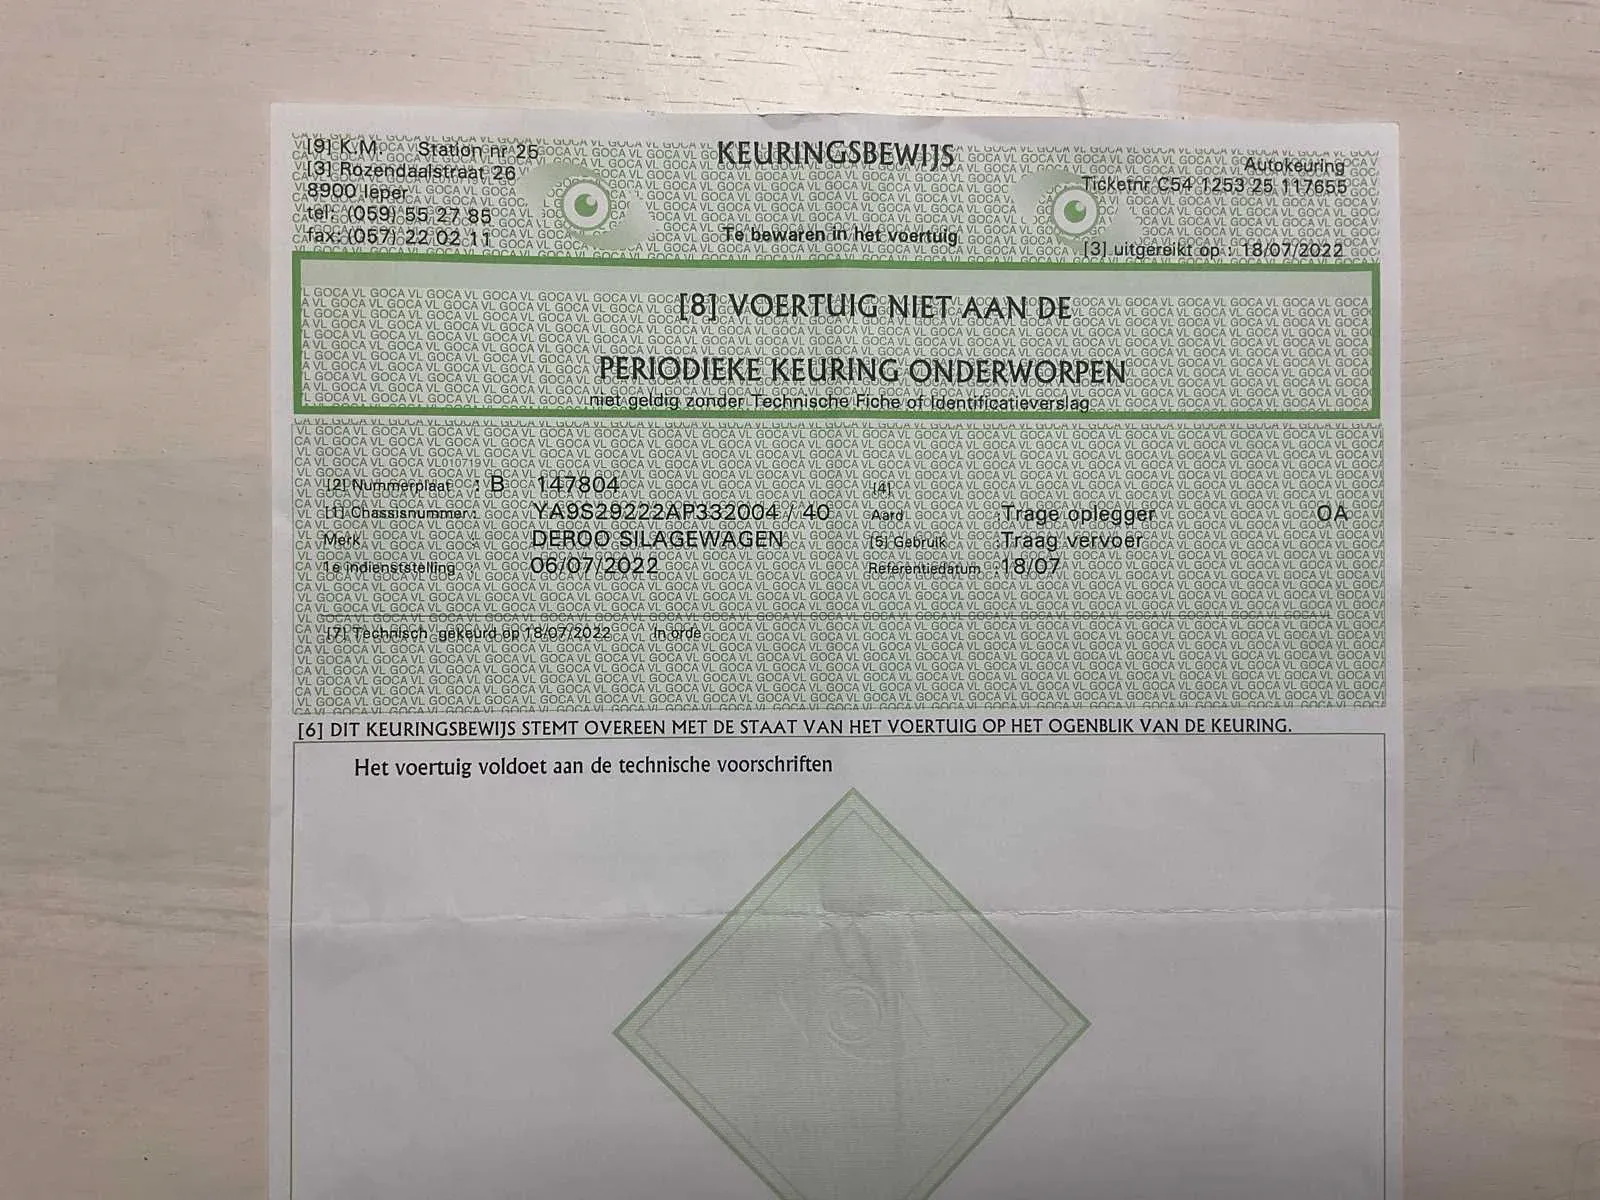 [9] K.M. Station nr 25
[3] Rozendaalstraat 26
8900 Ieper
tel: (059) 55 27 85
fax: (057) 22 02 11
KEURINGSBEWIJS
Te bewaren in het voertuig
Autokeuring
Ticketnr C54 1253 25 117655
[3] uitgereikt op : 18/07/2022
[8] VOERTUIG NIET AAN DE
PERIODIEKE KEURING ONDERWORPEN
niet geldig zonder Technische Fiche of Identificatieverslag
[2] Nummerplaat : B 147804
[1] Chassisnummer : YA9S29222AP332004 / 40
Merk : DEROO SILAGEWAGEN
1e indienststelling : 06/07/2022
[4]
Aard : Trage oplegger OA
[5] Gebruik : Traag vervoer
Referentiedatum : 18/07
[7] Technisch gekeurd op 18/07/2022 In orde
[6] DIT KEURINGSBEWIJS STEMT OVEREEN MET DE STAAT VAN HET VOERTUIG OP HET OGENBLIK VAN DE KEURING.
Het voertuig voldoet aan de technische voorschriften